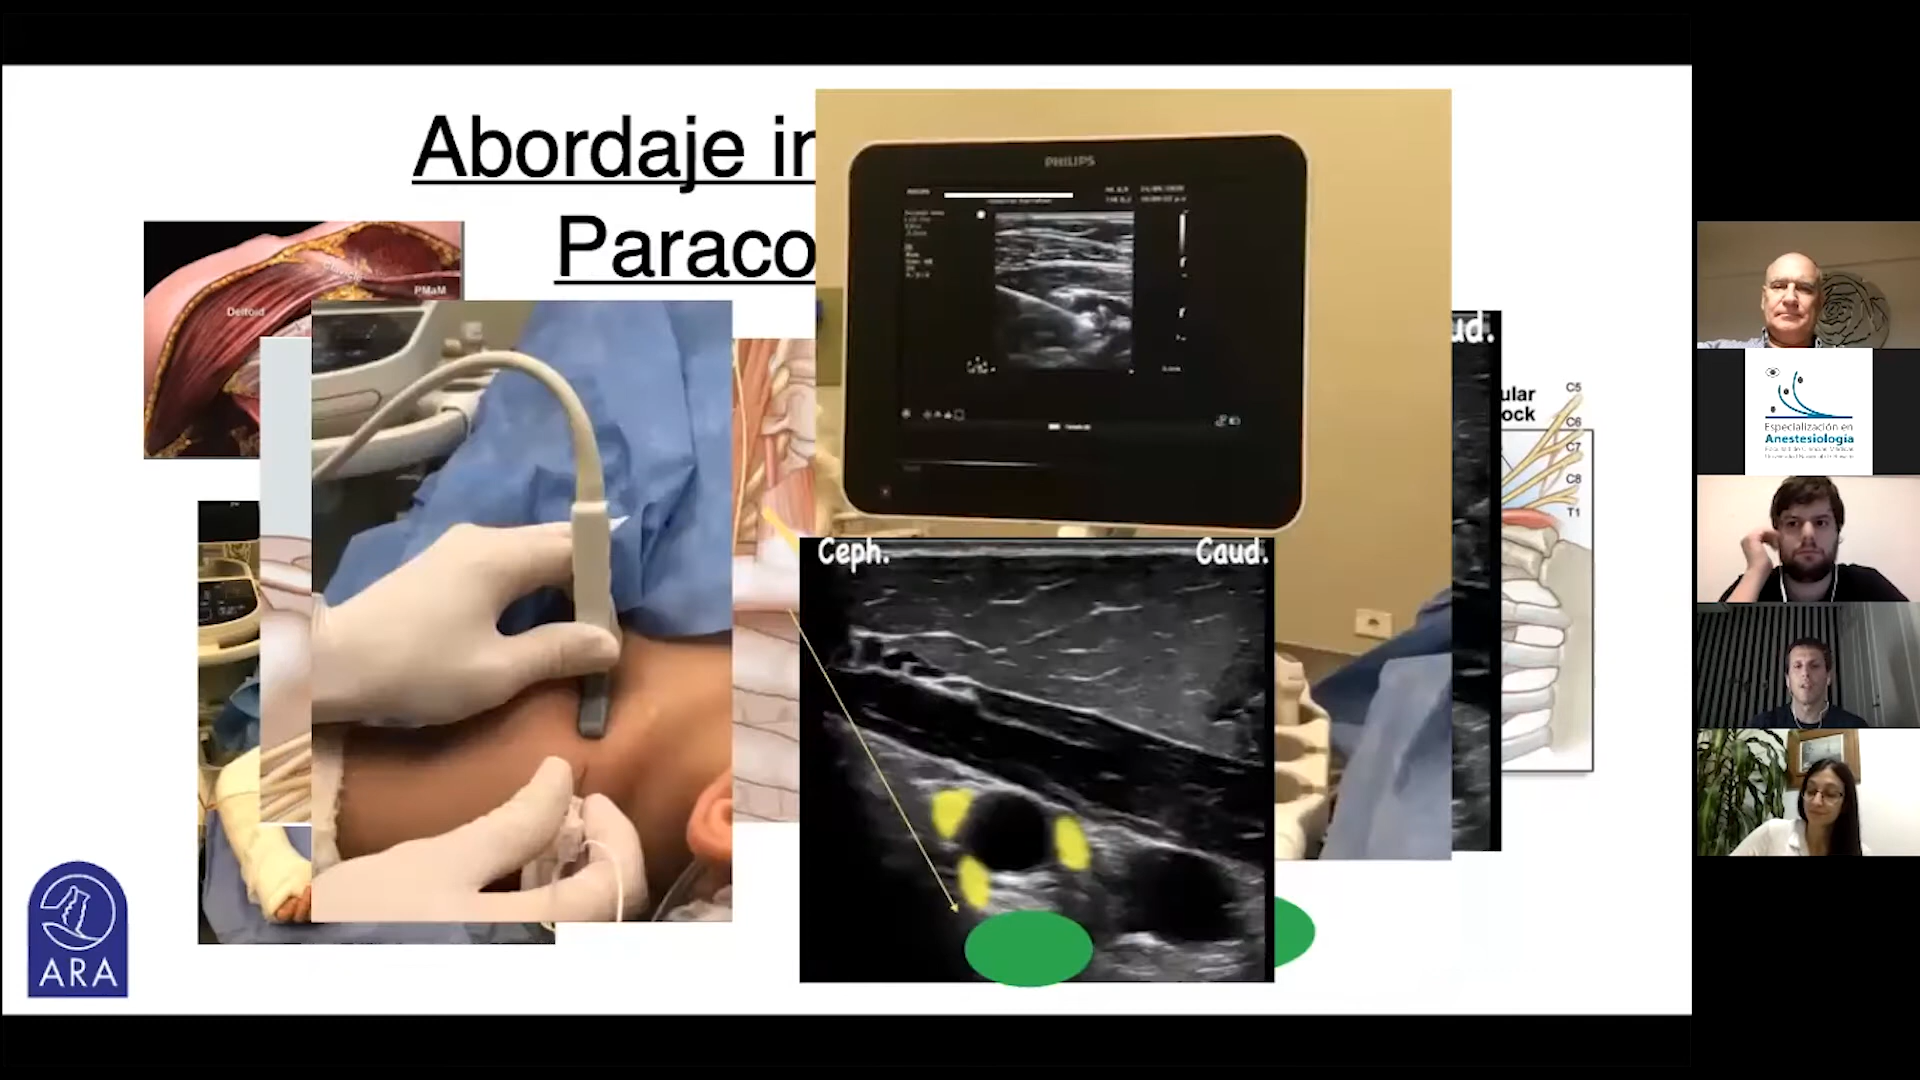 Abordaje in
Paraco
PHILIPS
Deltoid
PMaM
Ceph.
Caud.
ud.
ular
ock
C5
C6
C7
C8
T1
ARA
Especialización en
Anestesiología